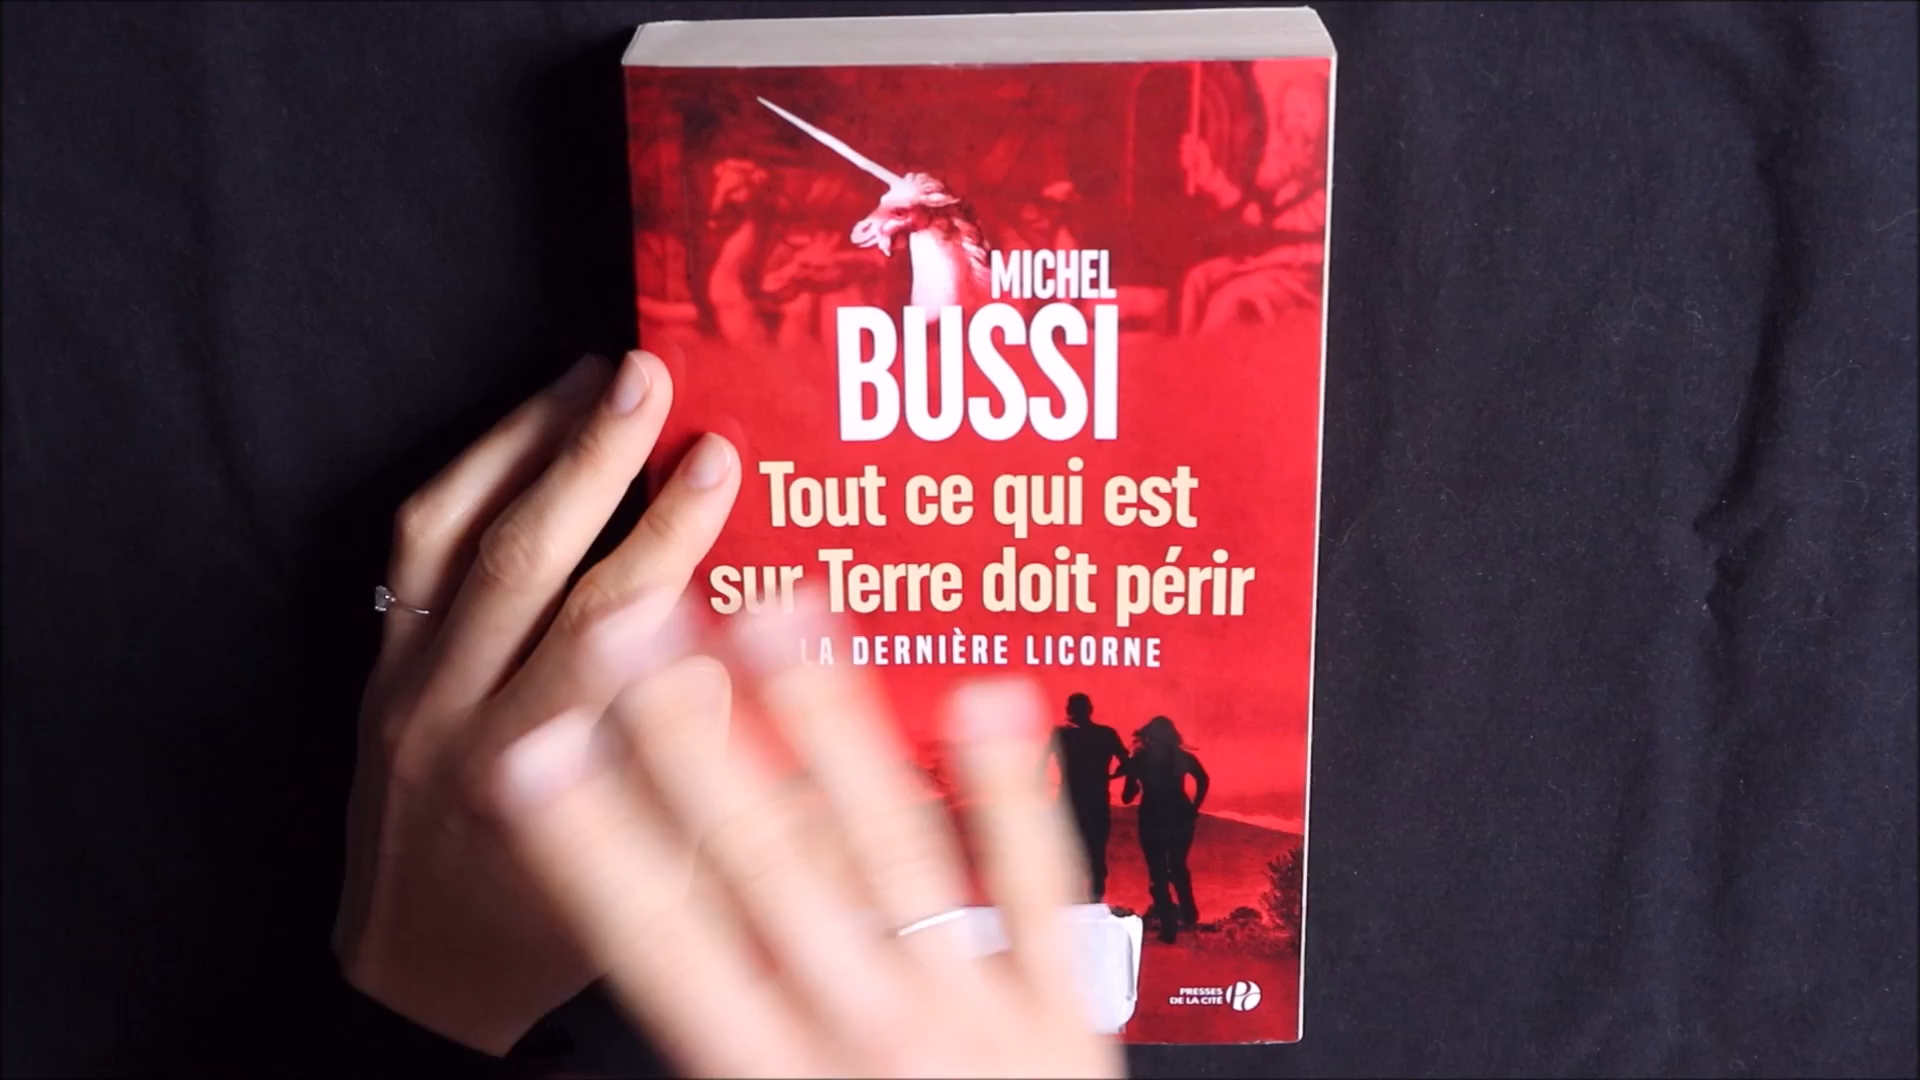 MICHEL
BUSSI
Tout ce qui est
sur Terre doit périr
LA DERNIÈRE LICORNE
PRESSES
DE LA CITÉ